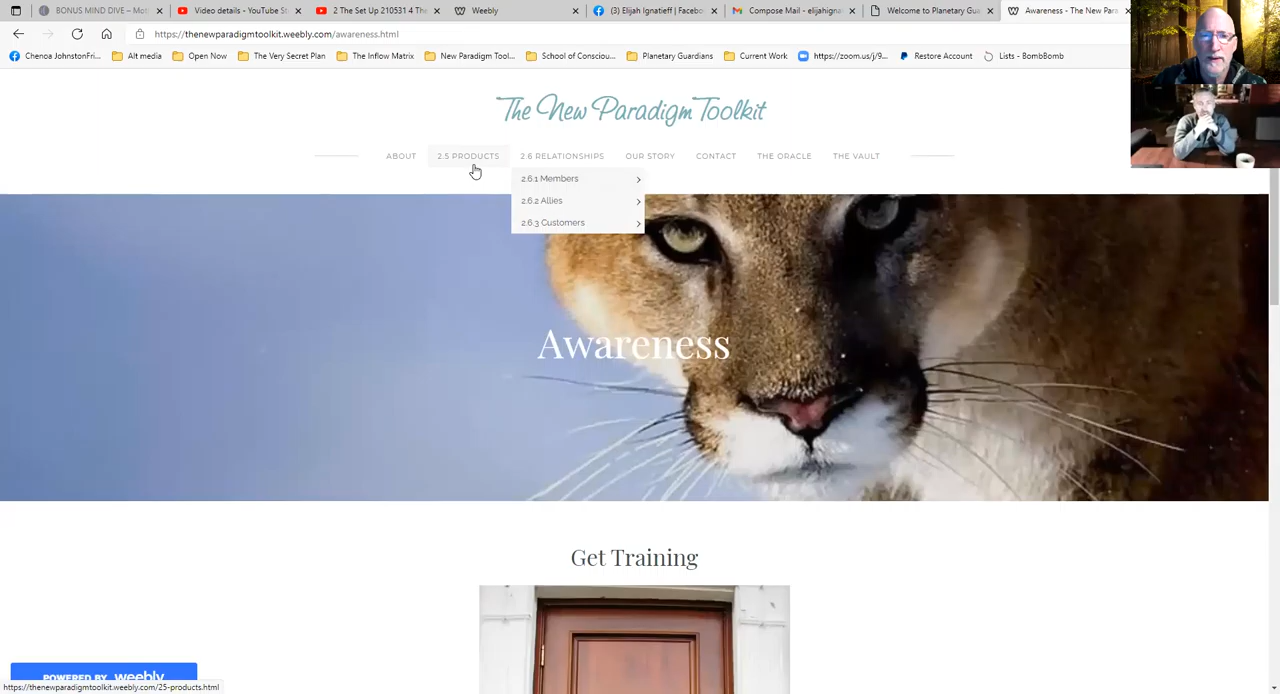 BONUS MIND DIVE – Mot
Video details - YouTube St
2 The Set Up 210531 4 The
Weebly
(3) Elijah Ignatieff | Facebo
Compose Mail - elijahigna
Welcome to Planetary Gua
Awareness - The New Para
https://thenewparadigmtoolkit.weebly.com/awareness.html
Chenoa JohnstonFri...
Alt media
Open Now
The Very Secret Plan
The Inflow Matrix
New Paradigm Tool...
School of Consciou...
Planetary Guardians
Current Work
https://zoom.us/j/9...
Restore Account
Lists - BombBomb
The New Paradigm Toolkit
ABOUT
2.5 PRODUCTS
2.6 RELATIONSHIPS
OUR STORY
CONTACT
THE ORACLE
THE VAULT
2.6.1 Members
2.6.2 Allies
2.6.3 Customers
Awareness
Get Training
POWERED BY weebly
https://thenewparadigmtoolkit.weebly.com/25-products.html